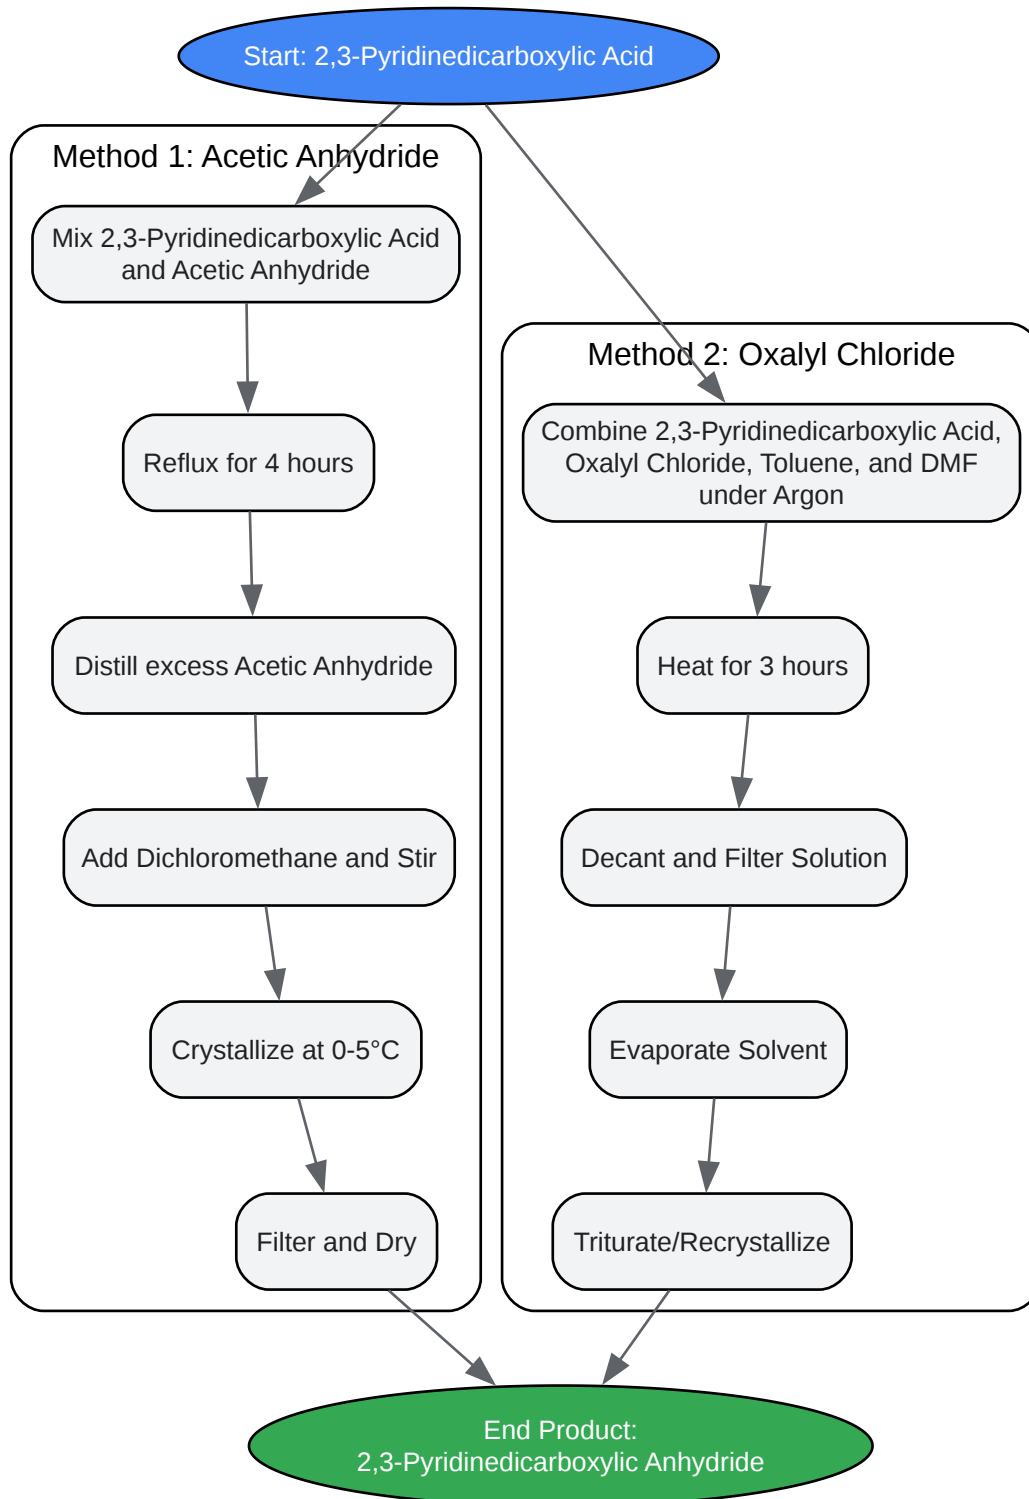 Start: 2,3-Pyridinedicarboxylic Acid
Method 1: Acetic Anhydride
Mix 2,3-Pyridinedicarboxylic Acid
and Acetic Anhydride
Reflux for 4 hours
Distill excess Acetic Anhydride
Add Dichloromethane and Stir
Crystallize at 0-5°C
Filter and Dry
Method 2: Oxalyl Chloride
Combine 2,3-Pyridinedicarboxylic Acid,
Oxalyl Chloride, Toluene, and DMF
under Argon
Heat for 3 hours
Decant and Filter Solution
Evaporate Solvent
Triturate/Recrystallize
End Product:
2,3-Pyridinedicarboxylic Anhydride